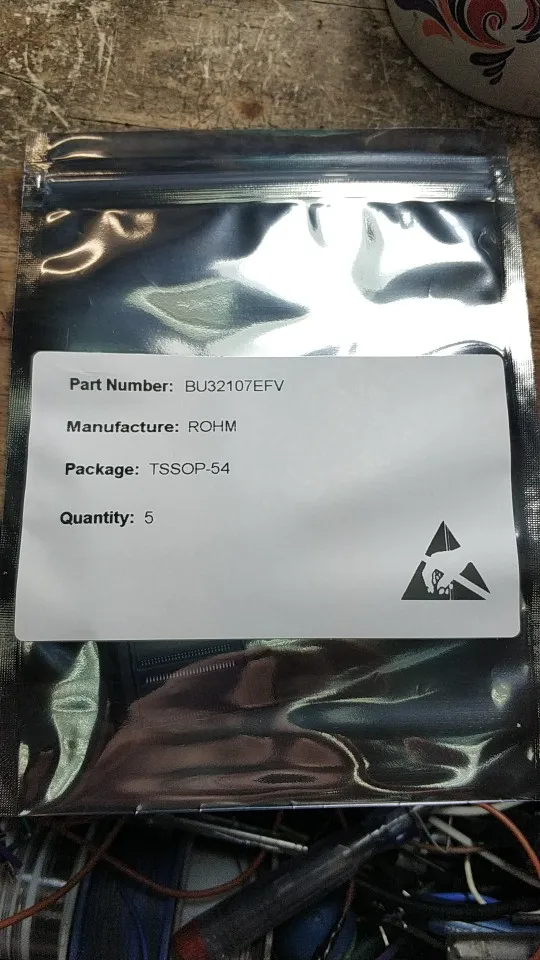 Part Number: BU32107EFV
Manufacture: ROHM
Package: TSSOP-54
Quantity: 5